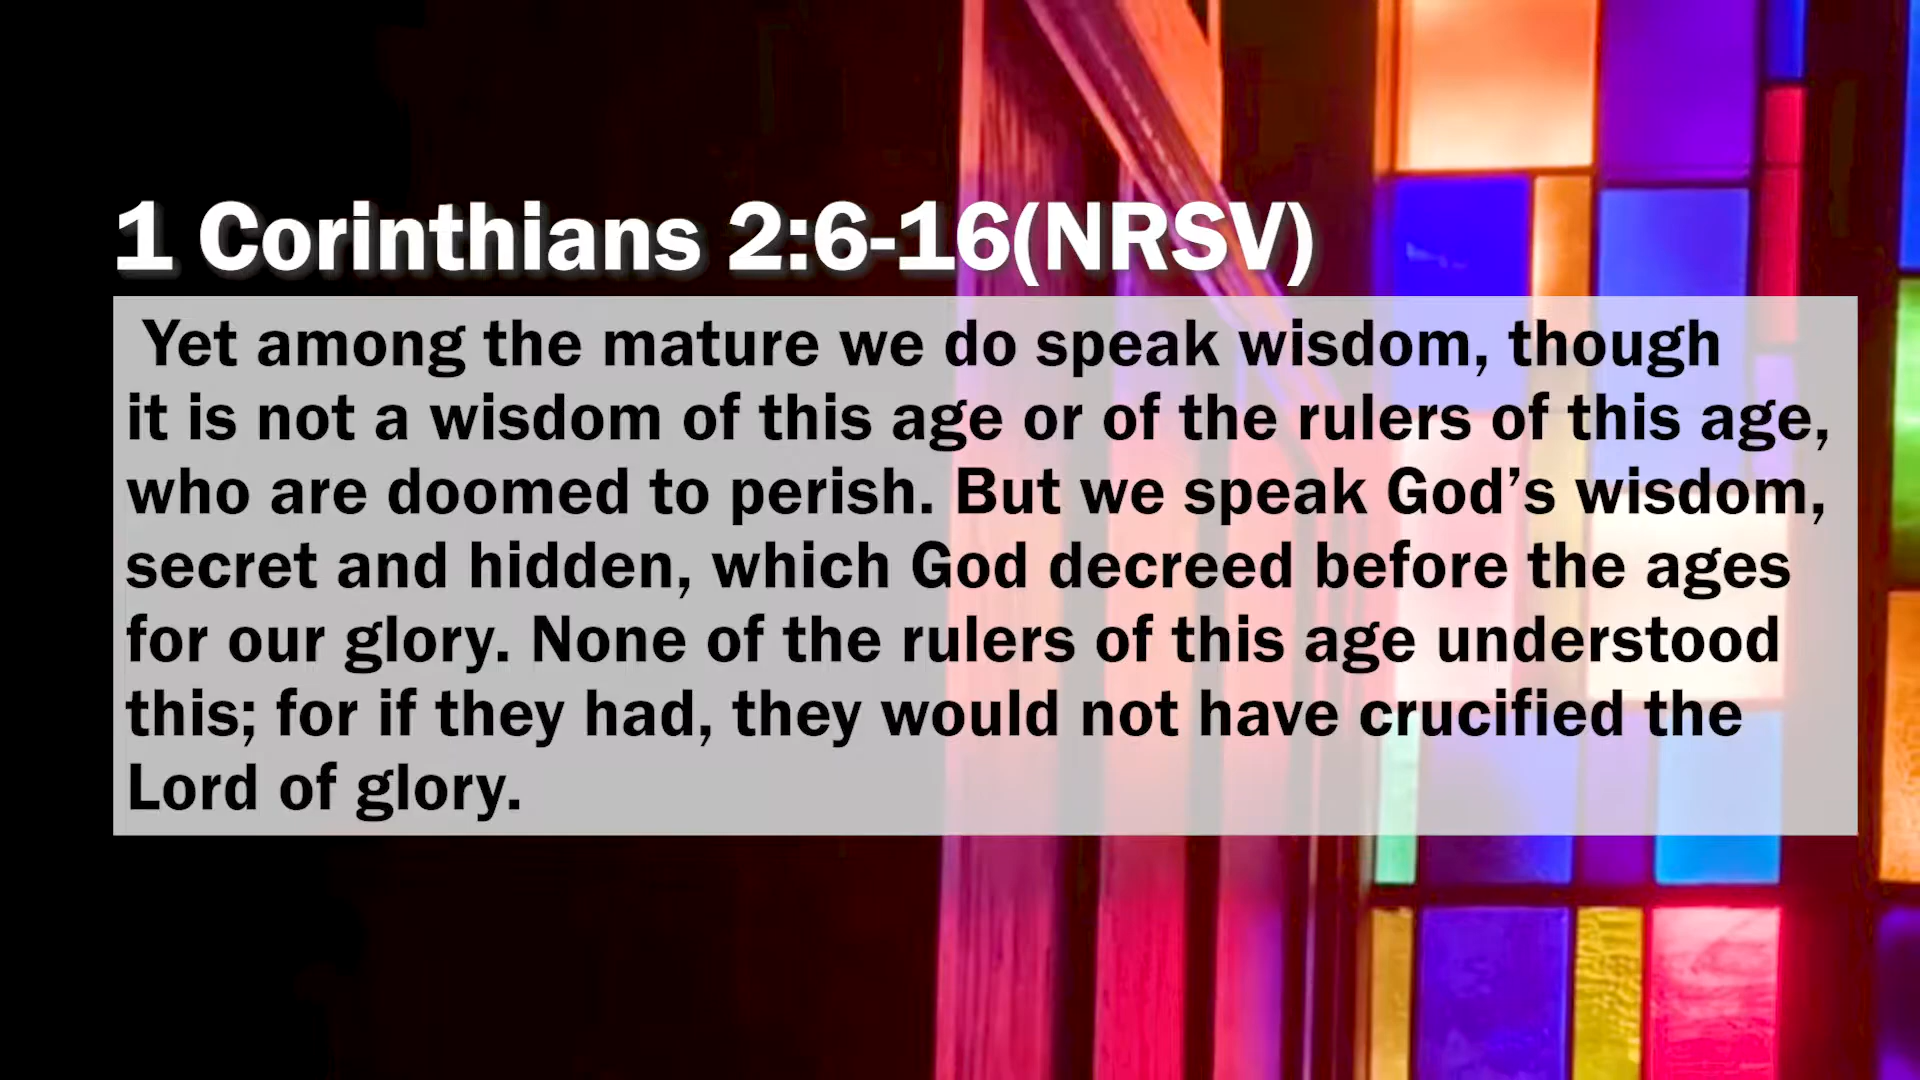 1 Corinthians 2:6-16(NRSV)
Yet among the mature we do speak wisdom, though
it is not a wisdom of this age or of the rulers of this age,
who are doomed to perish. But we speak God’s wisdom,
secret and hidden, which God decreed before the ages
for our glory. None of the rulers of this age understood
this; for if they had, they would not have crucified the
Lord of glory.